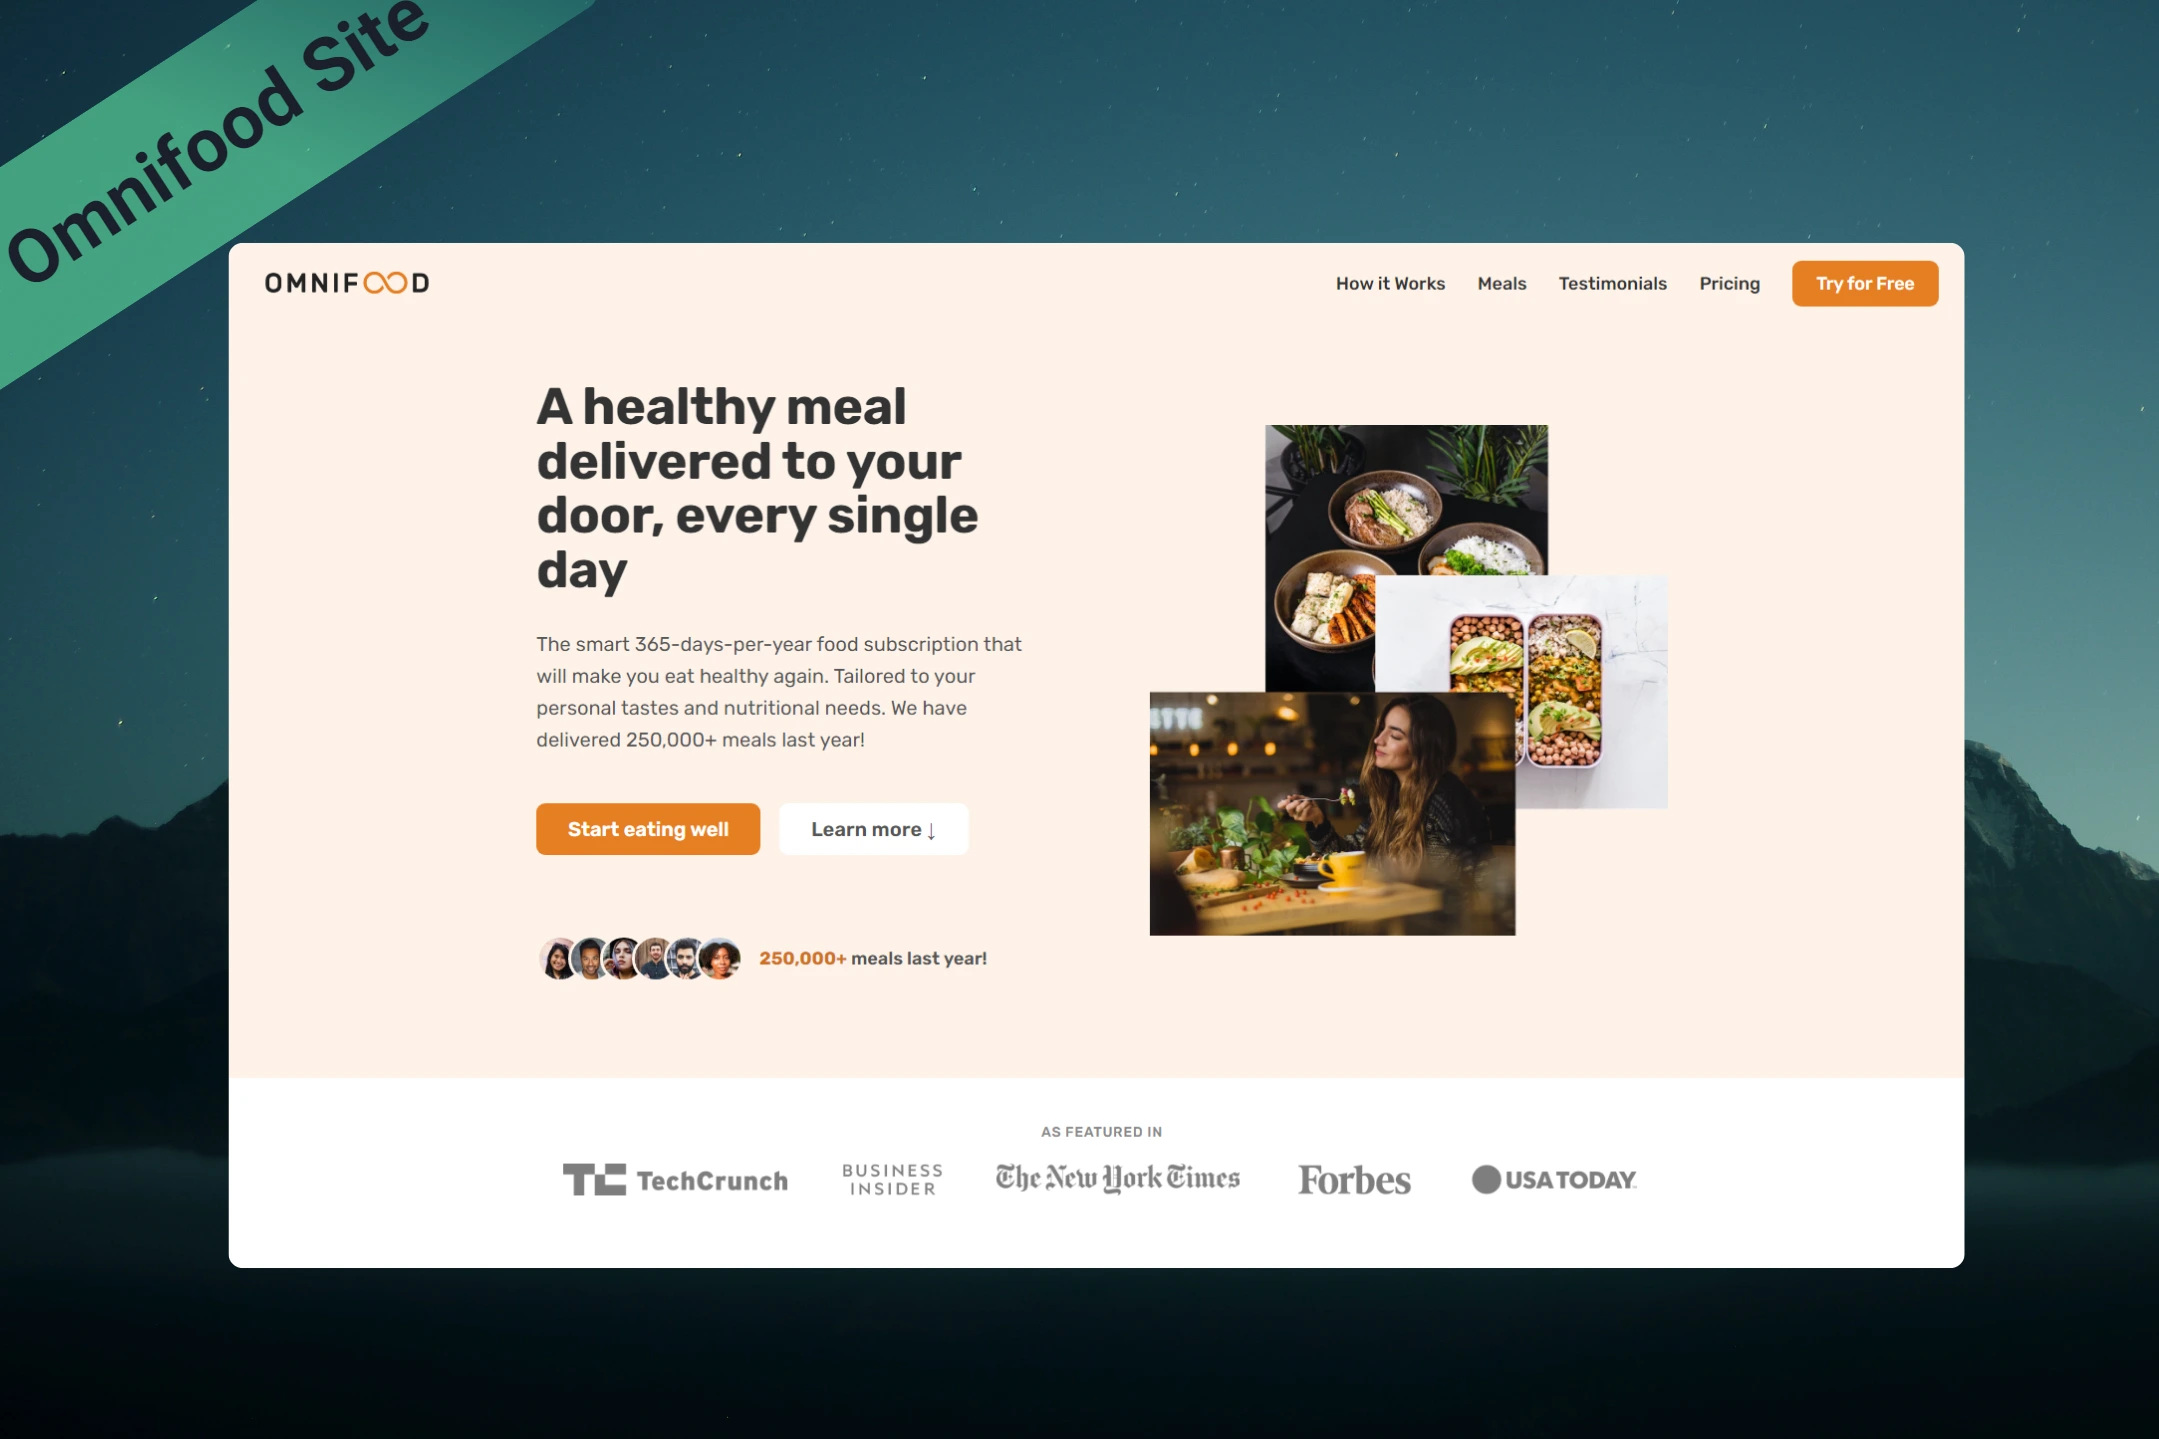 Omnifood Site
OMNIFOOD
How it Works
Meals
Testimonials
Pricing
Try for Free
A healthy meal
delivered to your
door, every single
day
The smart 365-days-per-year food subscription that
will make you eat healthy again. Tailored to your
personal tastes and nutritional needs. We have
delivered 250,000+ meals last year!
Start eating well
Learn more ↓
250,000+ meals last year!
AS FEATURED IN
TC TechCrunch
BUSINESS
INSIDER
The New York Times
Forbes
USA TODAY